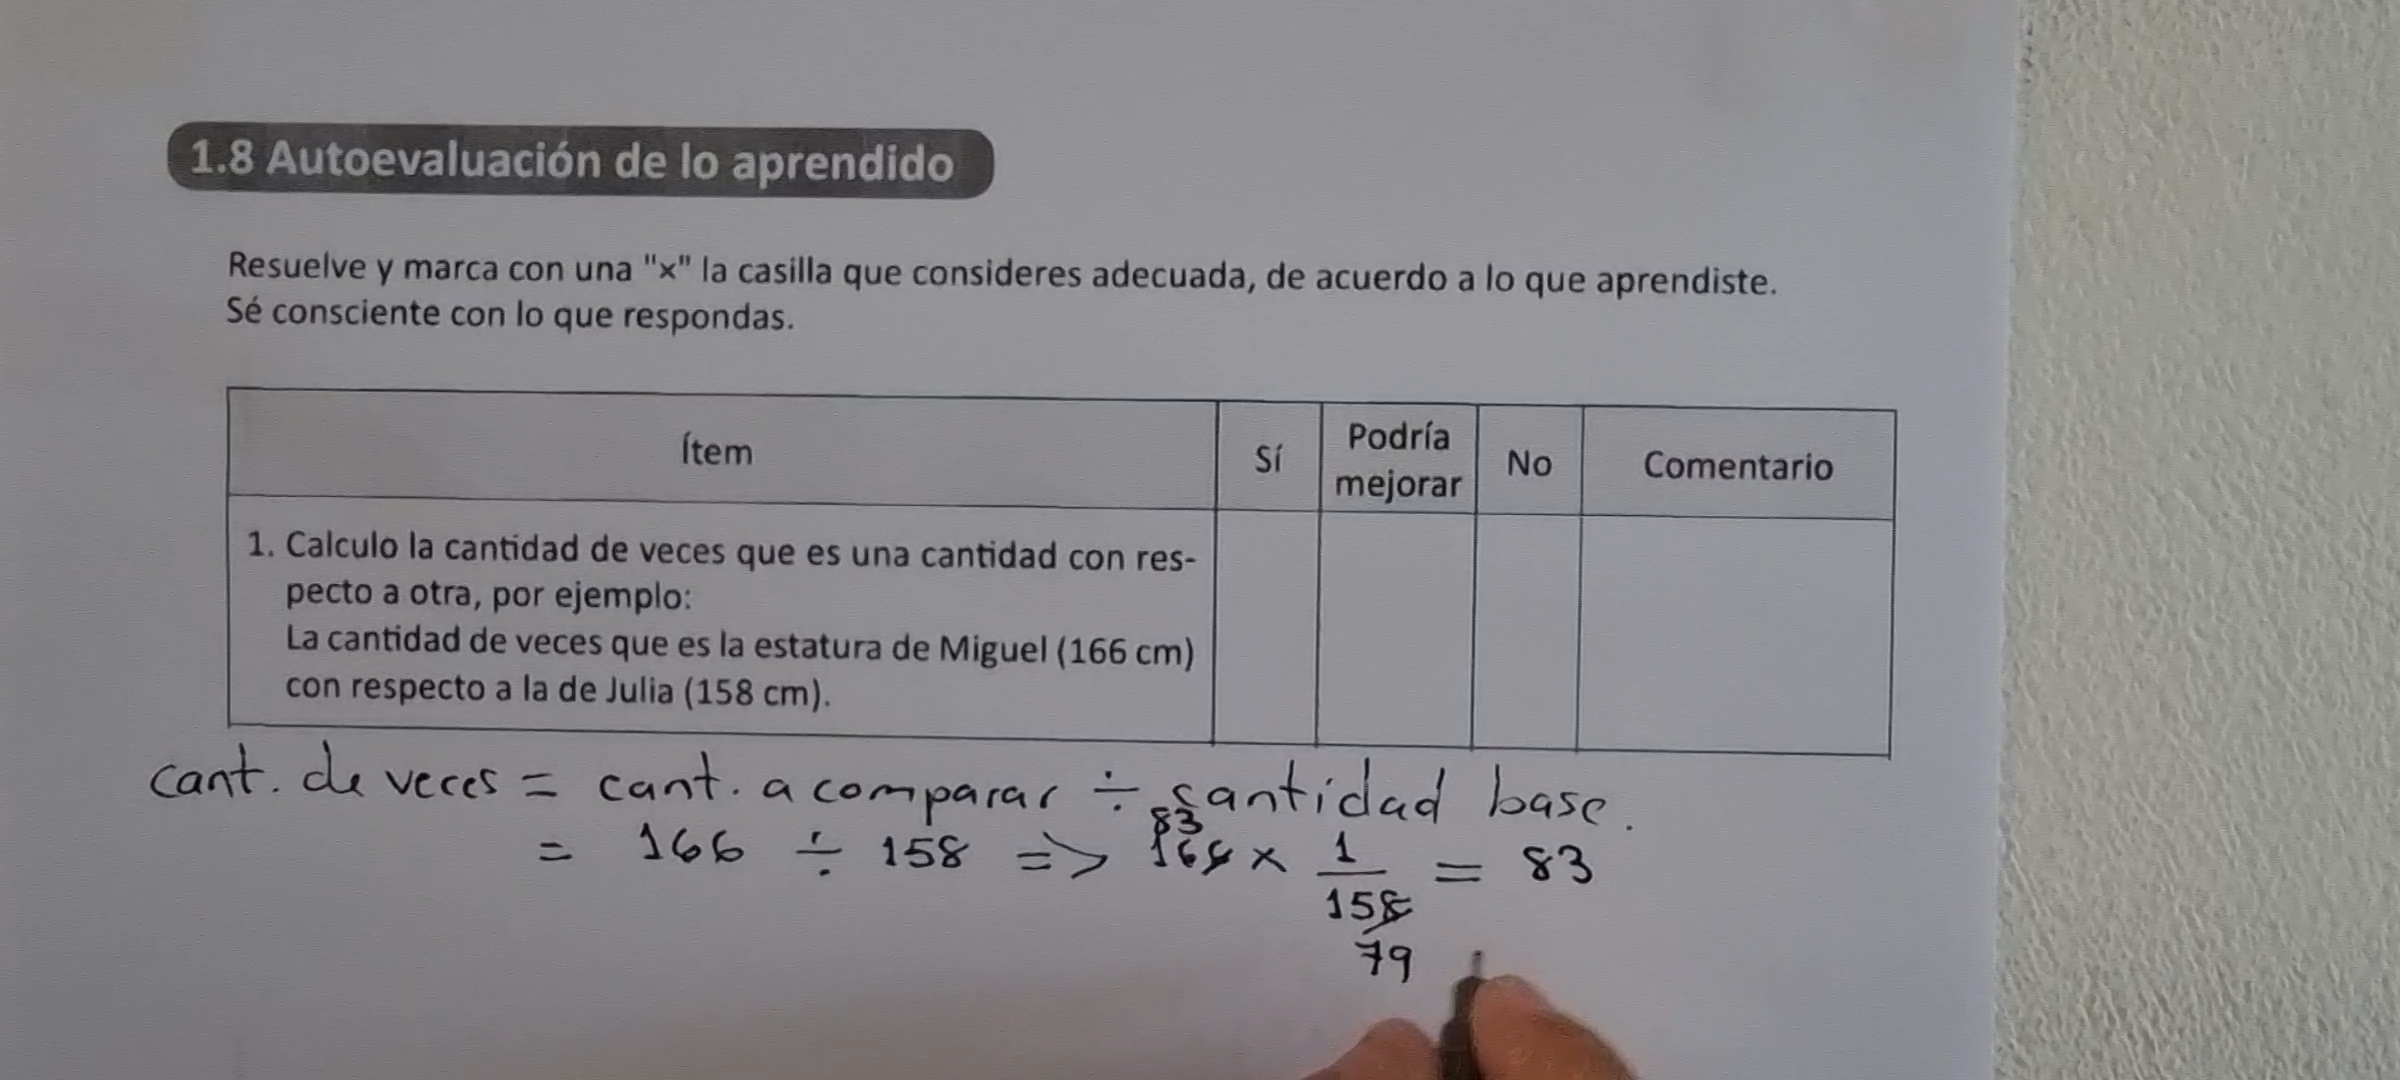 1.8 Autoevaluación de lo aprendido
Resuelve y marca con una "x" la casilla que consideres adecuada, de acuerdo a lo que aprendiste.
Sé consciente con lo que respondas.
Ítem
Sí
Podría
mejorar
No
Comentario
1. Calculo la cantidad de veces que es una cantidad con res-
pecto a otra, por ejemplo:
La cantidad de veces que es la estatura de Miguel (166 cm)
con respecto a la de Julia (158 cm).
cant. de veces = cant. a comparar ÷ cantidad base.
83
= 166 ÷ 158 => 166 × 1/158 = 83
79